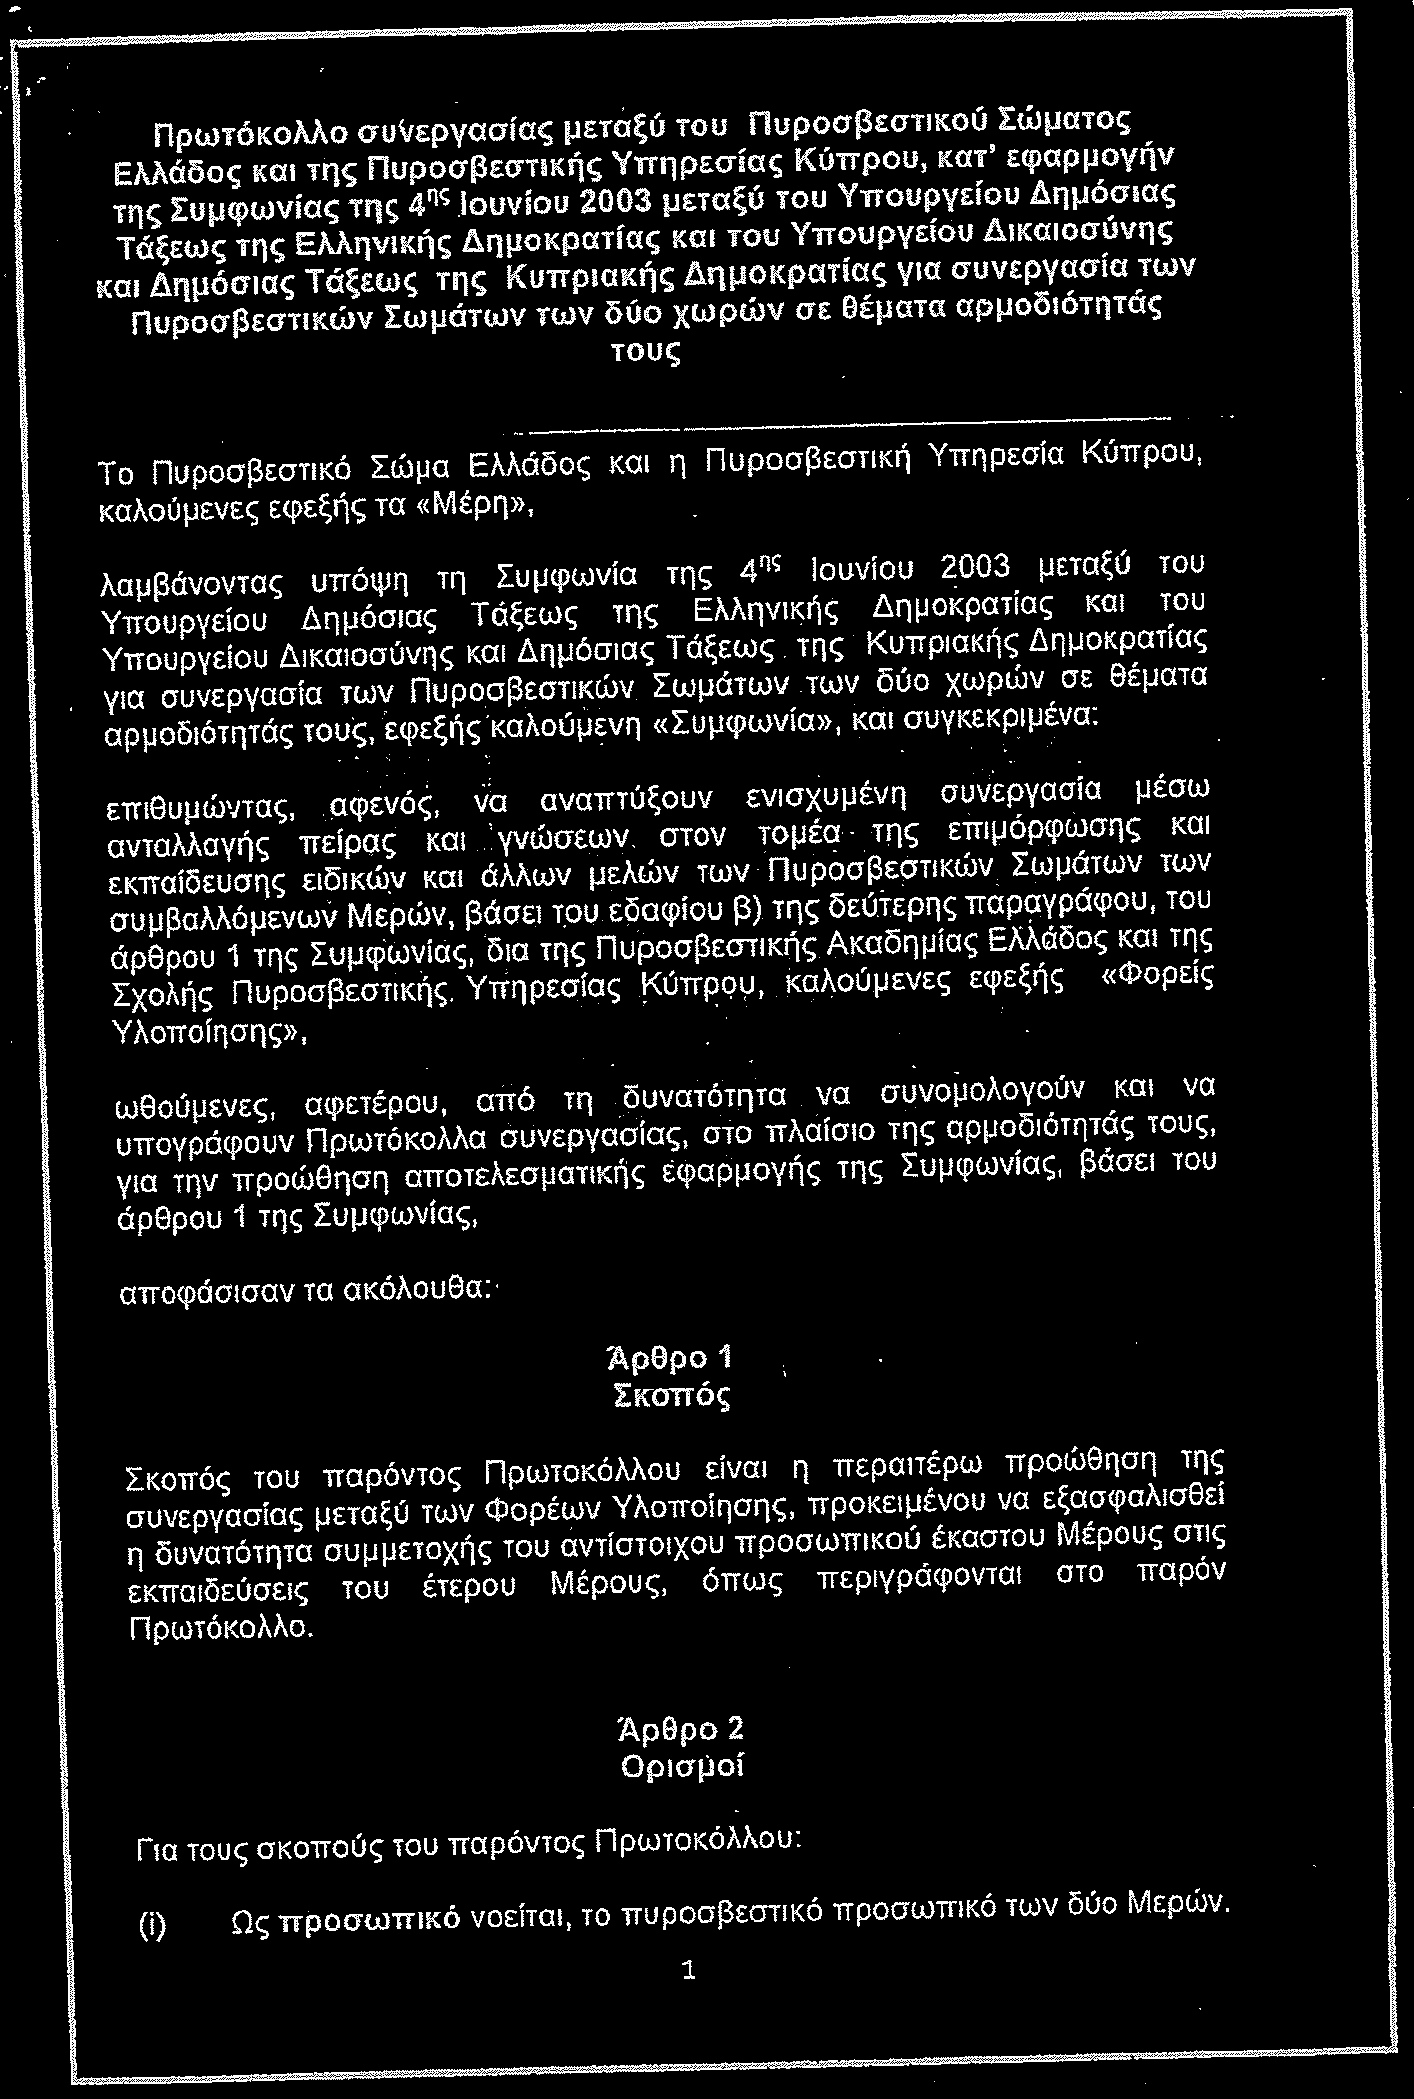 Πρωτόκολλο συνεργασίας μεταξύ του Πυροσβεστικού Σώματος
Ελλάδος και της Πυροσβεστικής Υπηρεσίας Κύπρου, κατ’ εφαρμογήν
της Συμφωνίας της 4ης Ιουνίου 2003 μεταξύ του Υπουργείου Δημόσιας
Τάξεως της Ελληνικής Δημοκρατίας και του Υπουργείου Δικαιοσύνης
και Δημόσιας Τάξεως της Κυπριακής Δημοκρατίας για συνεργασία των
Πυροσβεστικών Σωμάτων των δύο χωρών σε θέματα αρμοδιότητάς
τους
Το Πυροσβεστικό Σώμα Ελλάδος και η Πυροσβεστική Υπηρεσία Κύπρου,
καλούμενες εφεξής τα «Μέρη»,
λαμβάνοντας υπόψη τη Συμφωνία της 4ης Ιουνίου 2003 μεταξύ του
Υπουργείου Δημόσιας Τάξεως της Ελληνικής Δημοκρατίας και του
Υπουργείου Δικαιοσύνης και Δημόσιας Τάξεως της Κυπριακής Δημοκρατίας
για συνεργασία των Πυροσβεστικών Σωμάτων των δύο χωρών σε θέματα
αρμοδιότητάς τους, εφεξής καλούμενη «Συμφωνία», και συγκεκριμένα:
επιθυμώντας, αφενός, να αναπτύξουν ενισχυμένη συνεργασία μέσω
ανταλλαγής πείρας και γνώσεων στον τομέα της επιμόρφωσης και
εκπαίδευσης ειδικών και άλλων μελών των Πυροσβεστικών Σωμάτων των
συμβαλλόμενων Μερών, βάσει του εδαφίου β) της δεύτερης παραγράφου, του
άρθρου 1 της Συμφωνίας, δια της Πυροσβεστικής Ακαδημίας Ελλάδος και της
Σχολής Πυροσβεστικής Υπηρεσίας Κύπρου, καλούμενες εφεξής «Φορείς
Υλοποίησης»,
ωθούμενες, αφετέρου, από τη δυνατότητα να συνομολογούν και να
υπογράφουν Πρωτόκολλα συνεργασίας, στο πλαίσιο της αρμοδιότητάς τους,
για την προώθηση αποτελεσματικής εφαρμογής της Συμφωνίας, βάσει του
άρθρου 1 της Συμφωνίας,
αποφάσισαν τα ακόλουθα:
Άρθρο 1
Σκοπός
Σκοπός του παρόντος Πρωτοκόλλου είναι η περαιτέρω προώθηση της
συνεργασίας μεταξύ των Φορέων Υλοποίησης, προκειμένου να εξασφαλισθεί
η δυνατότητα συμμετοχής του αντίστοιχου προσωπικού έκαστου Μέρους στις
εκπαιδεύσεις του έτερου Μέρους, όπως περιγράφονται στο παρόν
Πρωτόκολλο.
Άρθρο 2
Ορισμοί
Για τους σκοπούς του παρόντος Πρωτοκόλλου:
(i) Ως προσωπικό νοείται, το πυροσβεστικό προσωπικό των δύο Μερών.
1